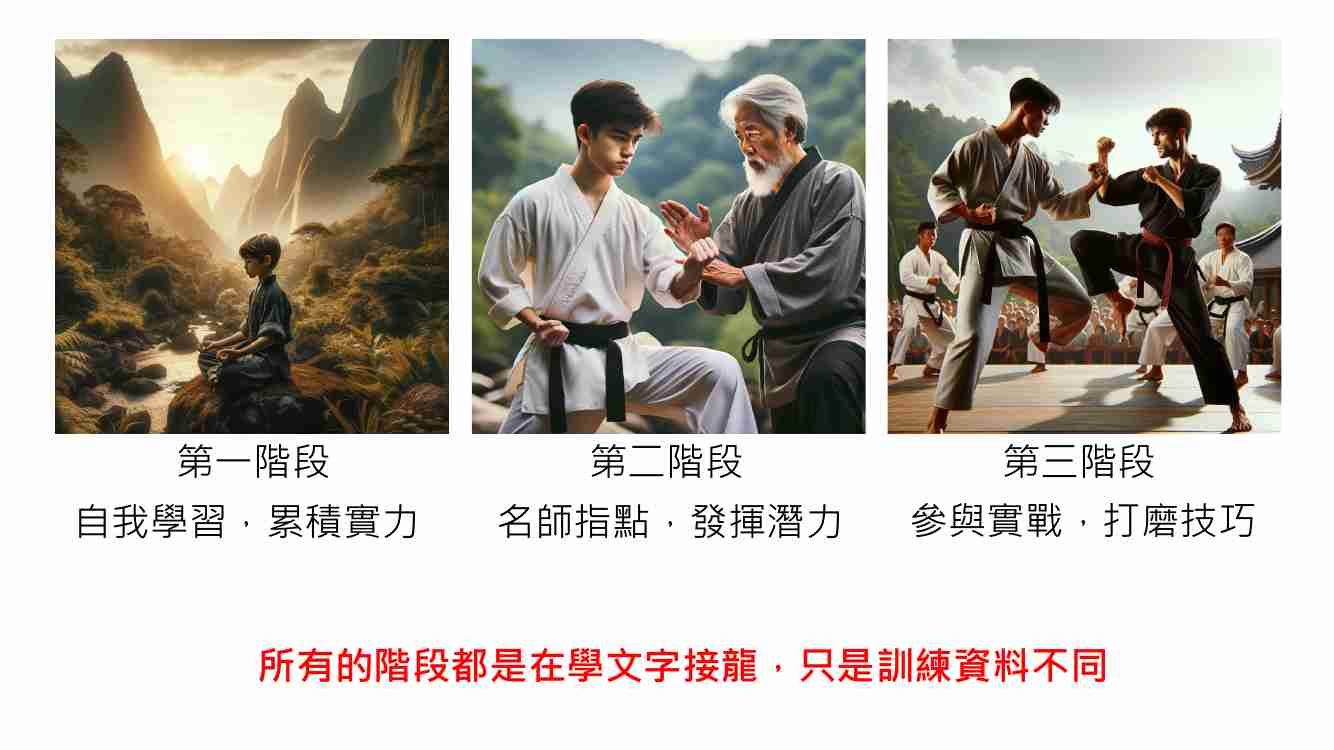 第一階段
自我學習，累積實力
第二階段
名師指點，發揮潛力
第三階段
參與實戰，打磨技巧
所有的階段都是在學文字接龍，只是訓練資料不同